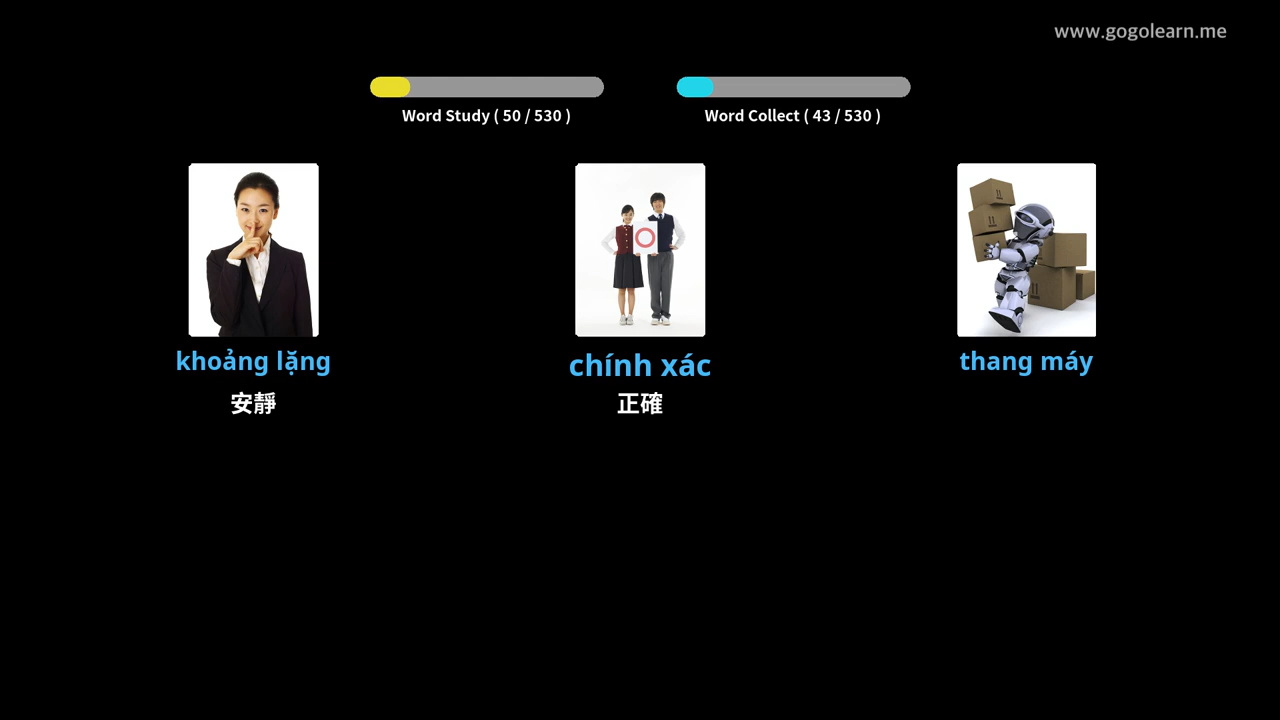 www.gogolearn.me
Word Study ( 50 / 530 )
Word Collect ( 43 / 530 )
khoảng lặng
安靜
chính xác
正確
thang máy